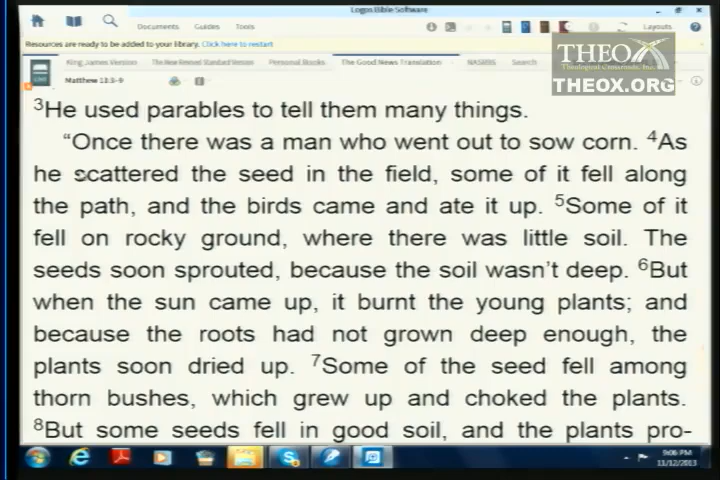 Logos Bible Software
Documents Guides Tools
Layouts
Resources are ready to be added to your library. Click here to restart
King James Version The New Revised Standard Version Personal Books The Good News Translation NASB95 Search
Matthew 13:3–9
THEOX
THEOX.ORG
3He used parables to tell them many things.
“Once there was a man who went out to sow corn. 4As
he scattered the seed in the field, some of it fell along
the path, and the birds came and ate it up. 5Some of it
fell on rocky ground, where there was little soil. The
seeds soon sprouted, because the soil wasn’t deep. 6But
when the sun came up, it burnt the young plants; and
because the roots had not grown deep enough, the
plants soon dried up. 7Some of the seed fell among
thorn bushes, which grew up and choked the plants.
8But some seeds fell in good soil, and the plants pro-
9:06 PM
11/12/2013